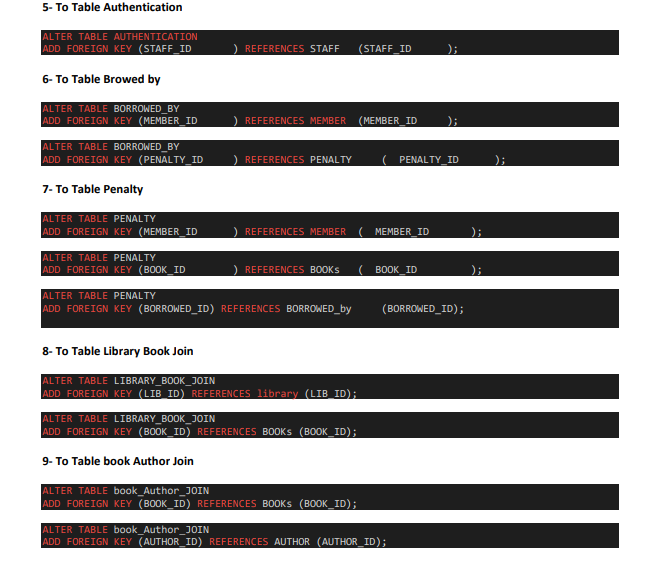 5- To Table Authentication
ALTER TABLE AUTHENTICATION
ADD FOREIGN KEY (STAFF_ID      ) REFERENCES STAFF   (STAFF_ID      );
6- To Table Browed by
ALTER TABLE BORROWED_BY
ADD FOREIGN KEY (MEMBER_ID      ) REFERENCES MEMBER  (MEMBER_ID     );
ALTER TABLE BORROWED_BY
ADD FOREIGN KEY (PENALTY_ID     ) REFERENCES PENALTY     (  PENALTY_ID      );
7- To Table Penalty
ALTER TABLE PENALTY
ADD FOREIGN KEY (MEMBER_ID      ) REFERENCES MEMBER  (  MEMBER_ID       );
ALTER TABLE PENALTY
ADD FOREIGN KEY (BOOK_ID        ) REFERENCES BOOKs   (  BOOK_ID         );
ALTER TABLE PENALTY
ADD FOREIGN KEY (BORROWED_ID) REFERENCES BORROWED_by     (BORROWED_ID);
8- To Table Library Book Join
ALTER TABLE LIBRARY_BOOK_JOIN
ADD FOREIGN KEY (LIB_ID) REFERENCES library (LIB_ID);
ALTER TABLE LIBRARY_BOOK_JOIN
ADD FOREIGN KEY (BOOK_ID) REFERENCES BOOKs (BOOK_ID);
9- To Table book Author Join
ALTER TABLE book_Author_JOIN
ADD FOREIGN KEY (BOOK_ID) REFERENCES BOOKs (BOOK_ID);
ALTER TABLE book_Author_JOIN
ADD FOREIGN KEY (AUTHOR_ID) REFERENCES AUTHOR (AUTHOR_ID);